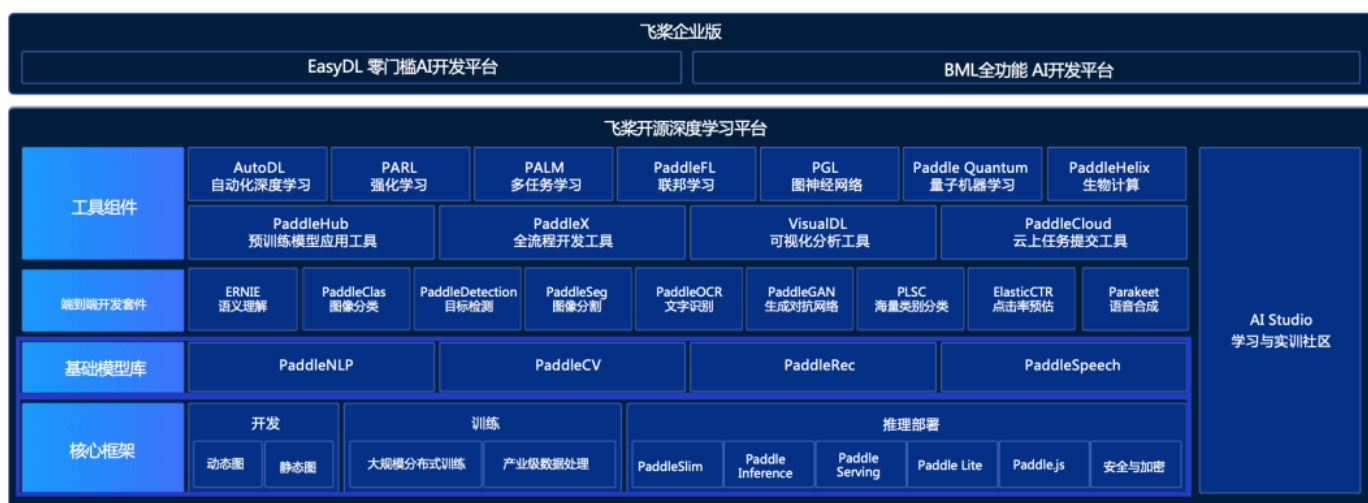 飞桨企业版
EasyDL 零门槛AI开发平台
BML全功能 AI开发平台
飞桨开源深度学习平台
工具组件
AutoDL
自动化深度学习
PARL
强化学习
PALM
多任务学习
PaddleFL
联邦学习
PGL
图神经网络
Paddle Quantum
量子机器学习
PaddleHelix
生物计算
PaddleHub
预训练模型应用工具
PaddleX
全流程开发工具
VisualDL
可视化分析工具
PaddleCloud
云上任务提交工具
端到端开发套件
ERNIE
语义理解
PaddleClas
图像分类
PaddleDetection
目标检测
PaddleSeg
图像分割
PaddleOCR
文字识别
PaddleGAN
生成对抗网络
PLSC
海量类别分类
ElasticCTR
点击率预估
Parakeet
语音合成
基础模型库
PaddleNLP
PaddleCV
PaddleRec
PaddleSpeech
核心框架
开发
动态图
静态图
训练
大规模分布式训练
产业级数据处理
推理部署
PaddleSlim
Paddle
Inference
Paddle
Serving
Paddle Lite
Paddle.js
安全与加密
AI Studio
学习与实训社区